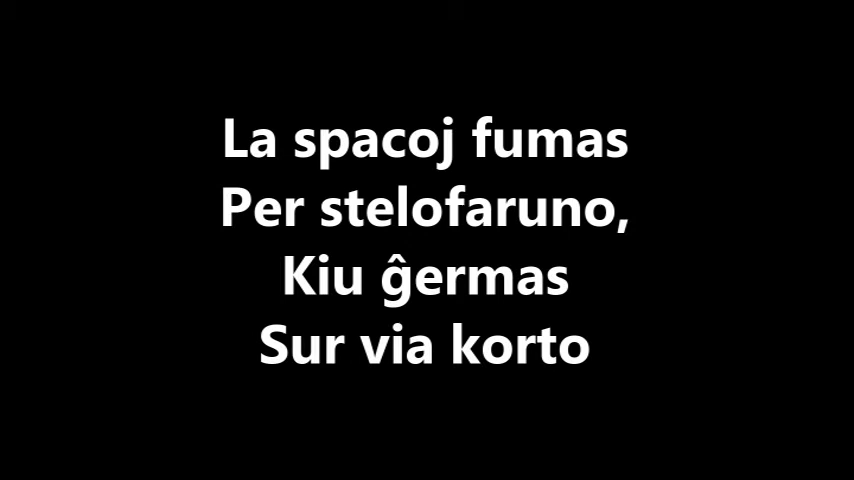 La spacoj fumas
Per stelofaruno,
Kiu ĝermas
Sur via korto